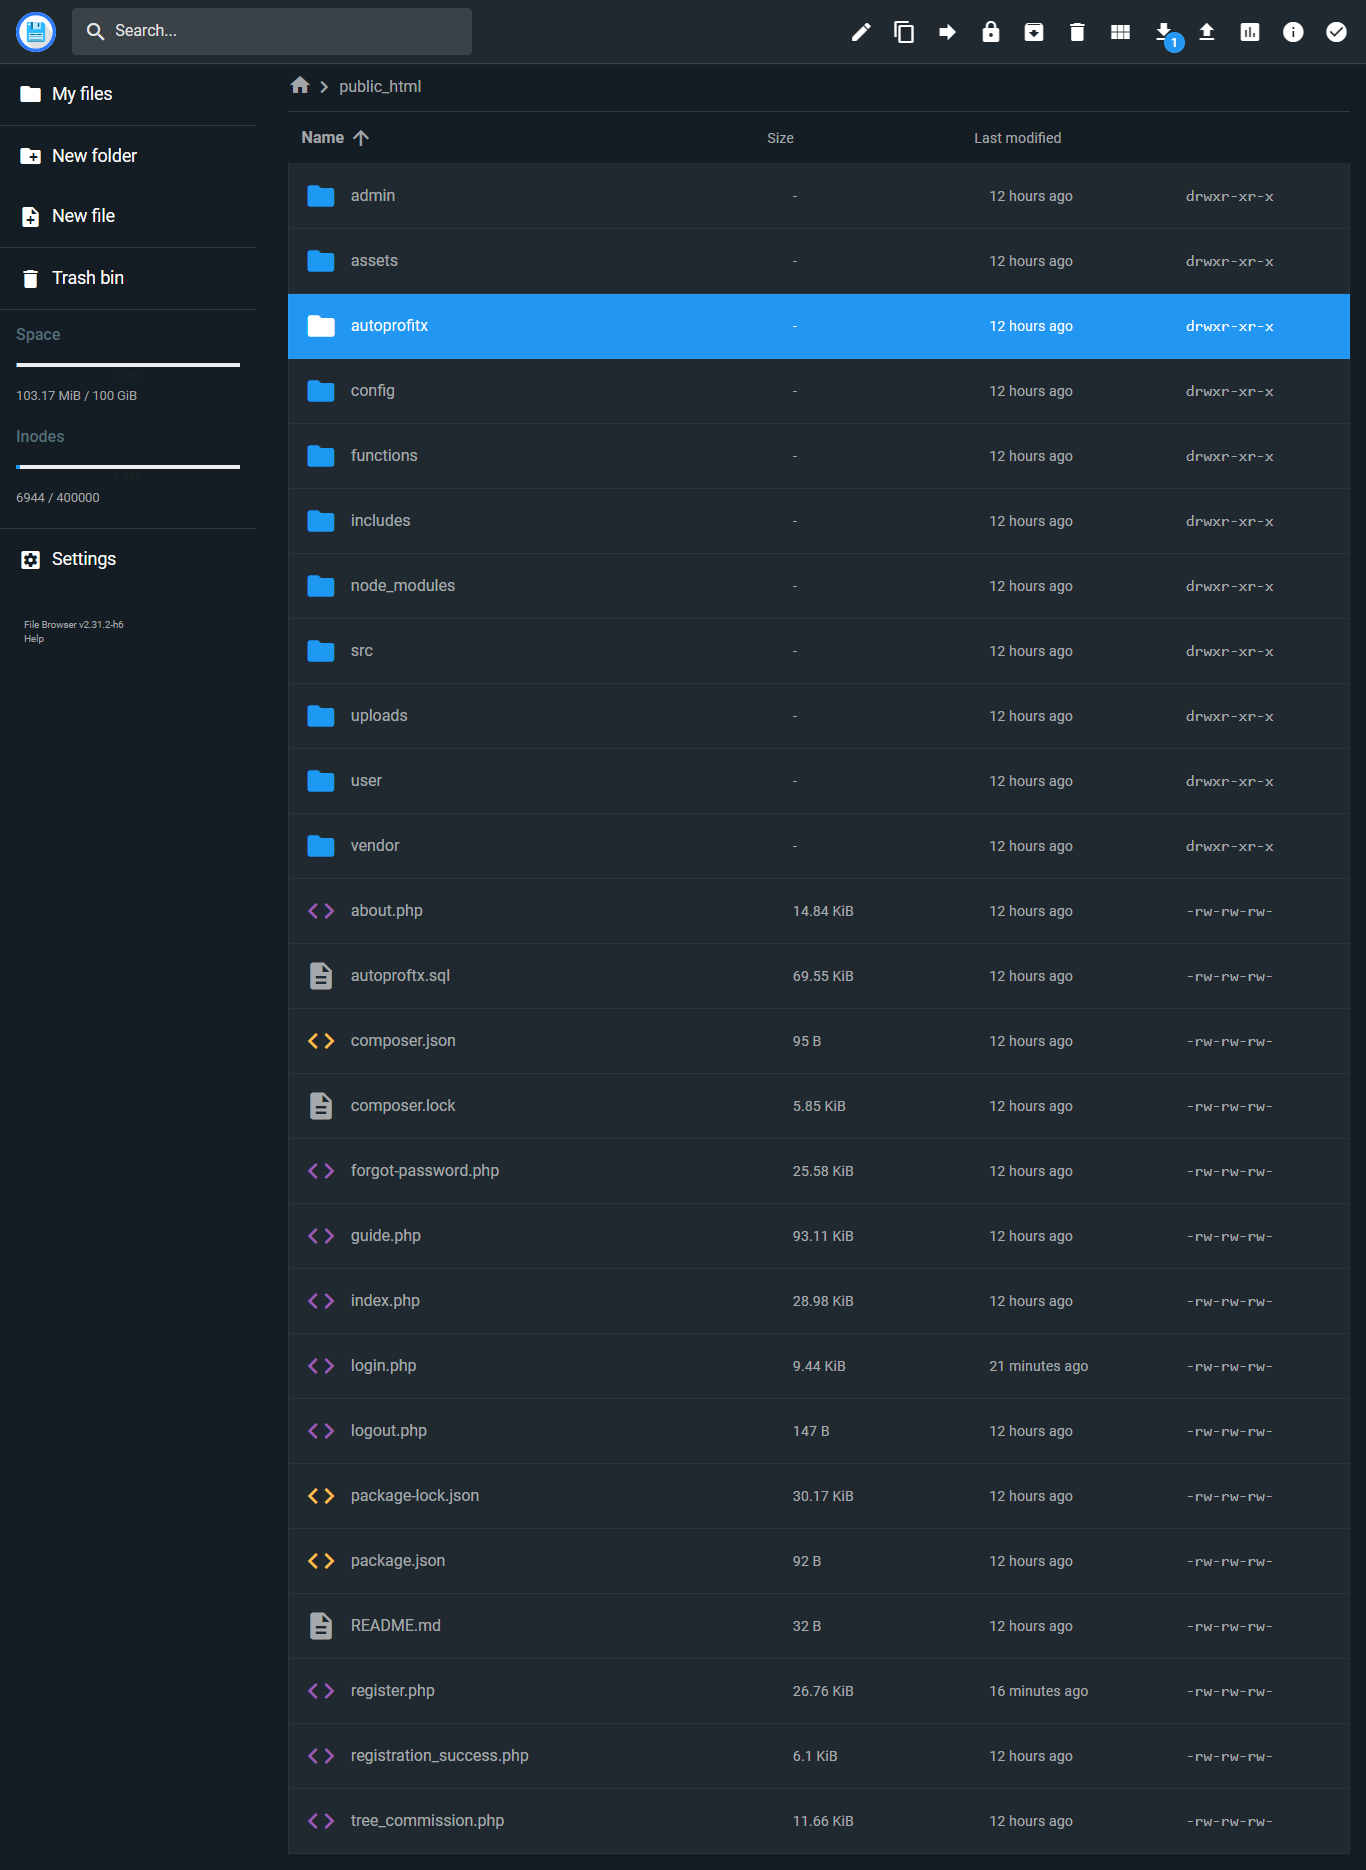 Search...
1
My files
New folder
New file
Trash bin
Space
103.17 MiB / 100 GiB
Inodes
6944 / 400000
Settings
File Browser v2.31.2-h6
Help
public_html
Name Size Last modified
admin - 12 hours ago drwxr-xr-x
assets - 12 hours ago drwxr-xr-x
autoprofitx - 12 hours ago drwxr-xr-x
config - 12 hours ago drwxr-xr-x
functions - 12 hours ago drwxr-xr-x
includes - 12 hours ago drwxr-xr-x
node_modules - 12 hours ago drwxr-xr-x
src - 12 hours ago drwxr-xr-x
uploads - 12 hours ago drwxr-xr-x
user - 12 hours ago drwxr-xr-x
vendor - 12 hours ago drwxr-xr-x
about.php 14.84 KiB 12 hours ago -rw-rw-rw-
autoproftx.sql 69.55 KiB 12 hours ago -rw-rw-rw-
composer.json 95 B 12 hours ago -rw-rw-rw-
composer.lock 5.85 KiB 12 hours ago -rw-rw-rw-
forgot-password.php 25.58 KiB 12 hours ago -rw-rw-rw-
guide.php 93.11 KiB 12 hours ago -rw-rw-rw-
index.php 28.98 KiB 12 hours ago -rw-rw-rw-
login.php 9.44 KiB 21 minutes ago -rw-rw-rw-
logout.php 147 B 12 hours ago -rw-rw-rw-
package-lock.json 30.17 KiB 12 hours ago -rw-rw-rw-
package.json 92 B 12 hours ago -rw-rw-rw-
README.md 32 B 12 hours ago -rw-rw-rw-
register.php 26.76 KiB 16 minutes ago -rw-rw-rw-
registration_success.php 6.1 KiB 12 hours ago -rw-rw-rw-
tree_commission.php 11.66 KiB 12 hours ago -rw-rw-rw-